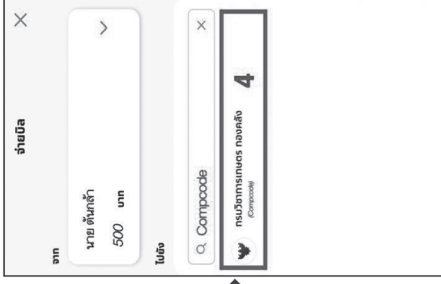 จ่ายบิล
จาก
นาย ต้นกล้า
500 บาท
ไปยัง
Compcode
กรมวิชาการเกษตร กองคลัง
(Compcode)
4